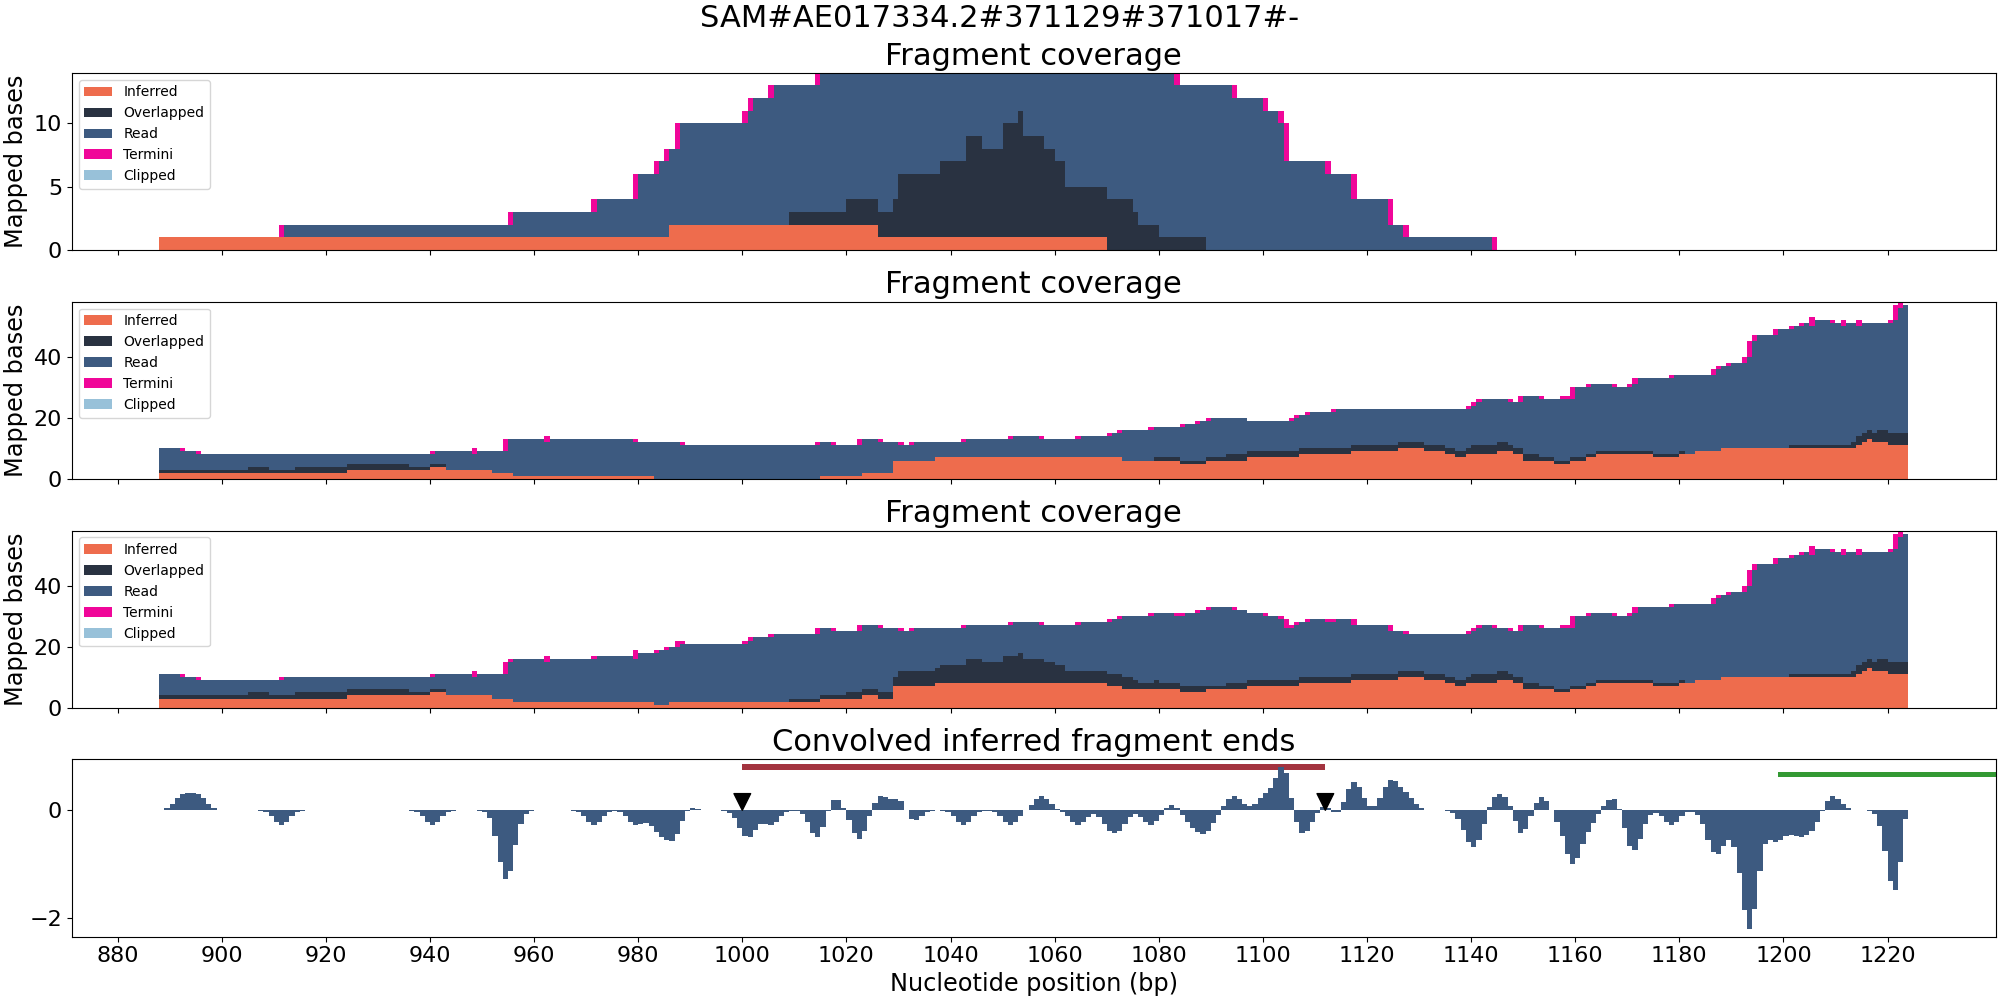 SAM#AE017334.2#371129#371017#-
Fragment coverage
Mapped bases
10
5
0
Inferred
Overlapped
Read
Termini
Clipped
Fragment coverage
Mapped bases
40
20
0
Inferred
Overlapped
Read
Termini
Clipped
Fragment coverage
Mapped bases
40
20
0
Inferred
Overlapped
Read
Termini
Clipped
Convolved inferred fragment ends
0
−2
880 900 920 940 960 980 1000 1020 1040 1060 1080 1100 1120 1140 1160 1180 1200 1220
Nucleotide position (bp)